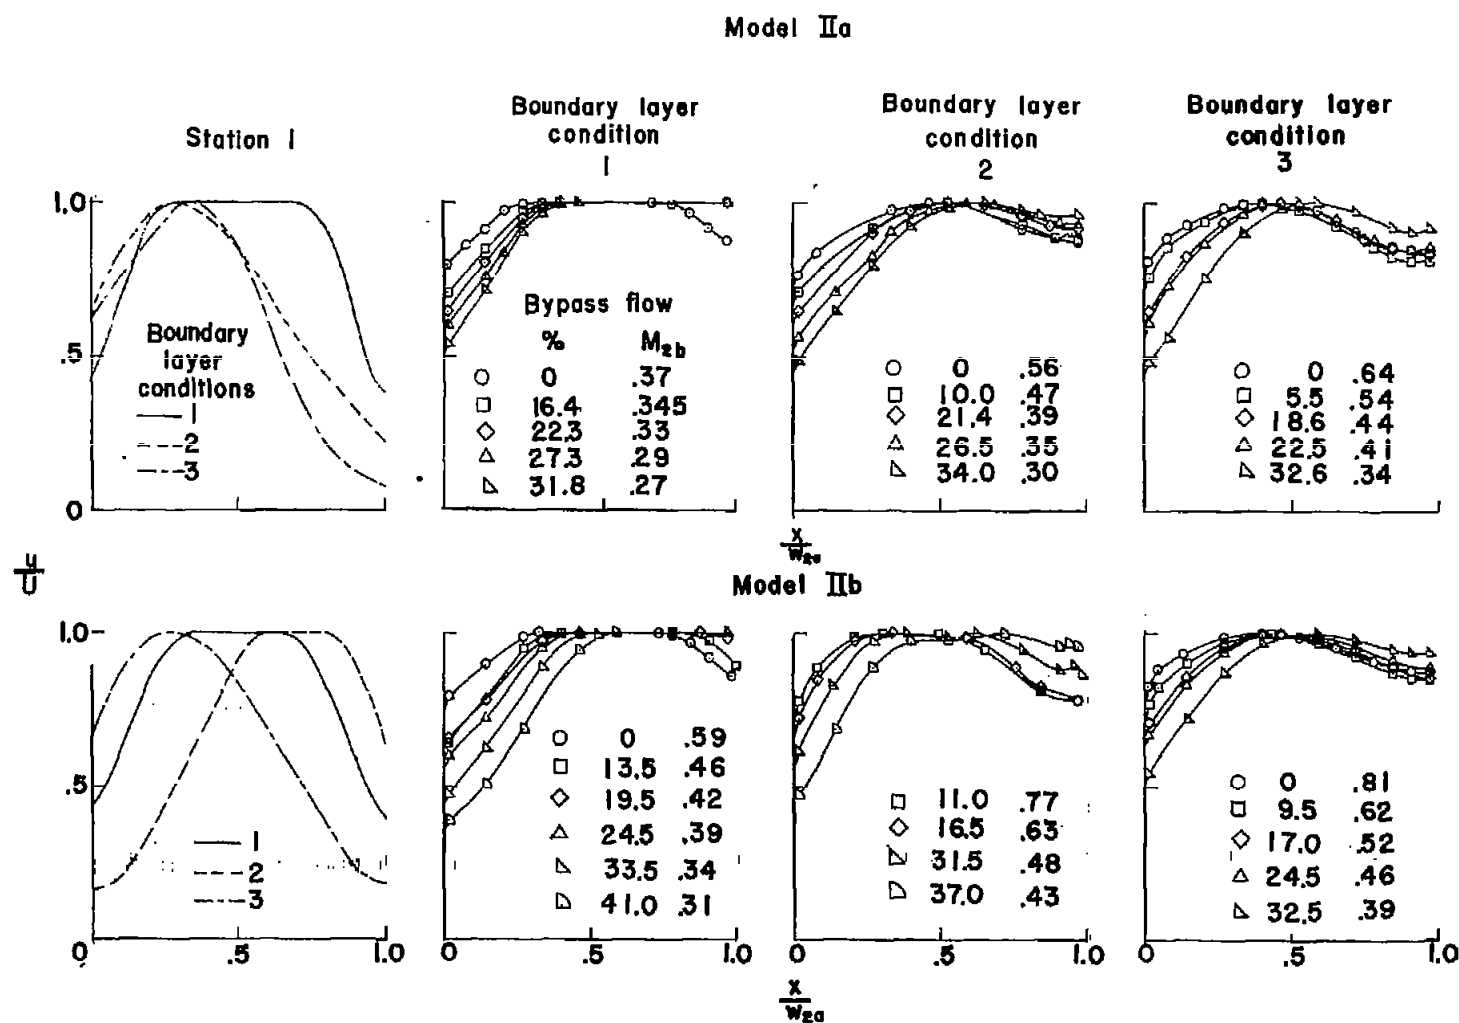 Model IIa
Station 1
Boundary layer
condition
1
Boundary layer
condition
2
Boundary layer
condition
3
1.0
.5
0
Boundary
layer
conditions
1
2
3
Bypass flow
% M2b
0 .37
16.4 .345
22.3 .33
27.3 .29
31.8 .27
0 .56
10.0 .47
21.4 .39
26.5 .35
34.0 .30
0 .64
5.5 .54
18.6 .44
22.5 .41
32.6 .34
x
u
U
Model IIb
1.0
.5
0
1
2
3
0 .59
13.5 .46
19.5 .42
24.5 .39
33.5 .34
41.0 .31
11.0 .77
16.5 .63
31.5 .48
37.0 .43
0 .81
9.5 .62
17.0 .52
24.5 .46
32.5 .39
0 .5 1.0
0 .5 1.0
0 .5 1.0
0 .5 1.0
x
w2a